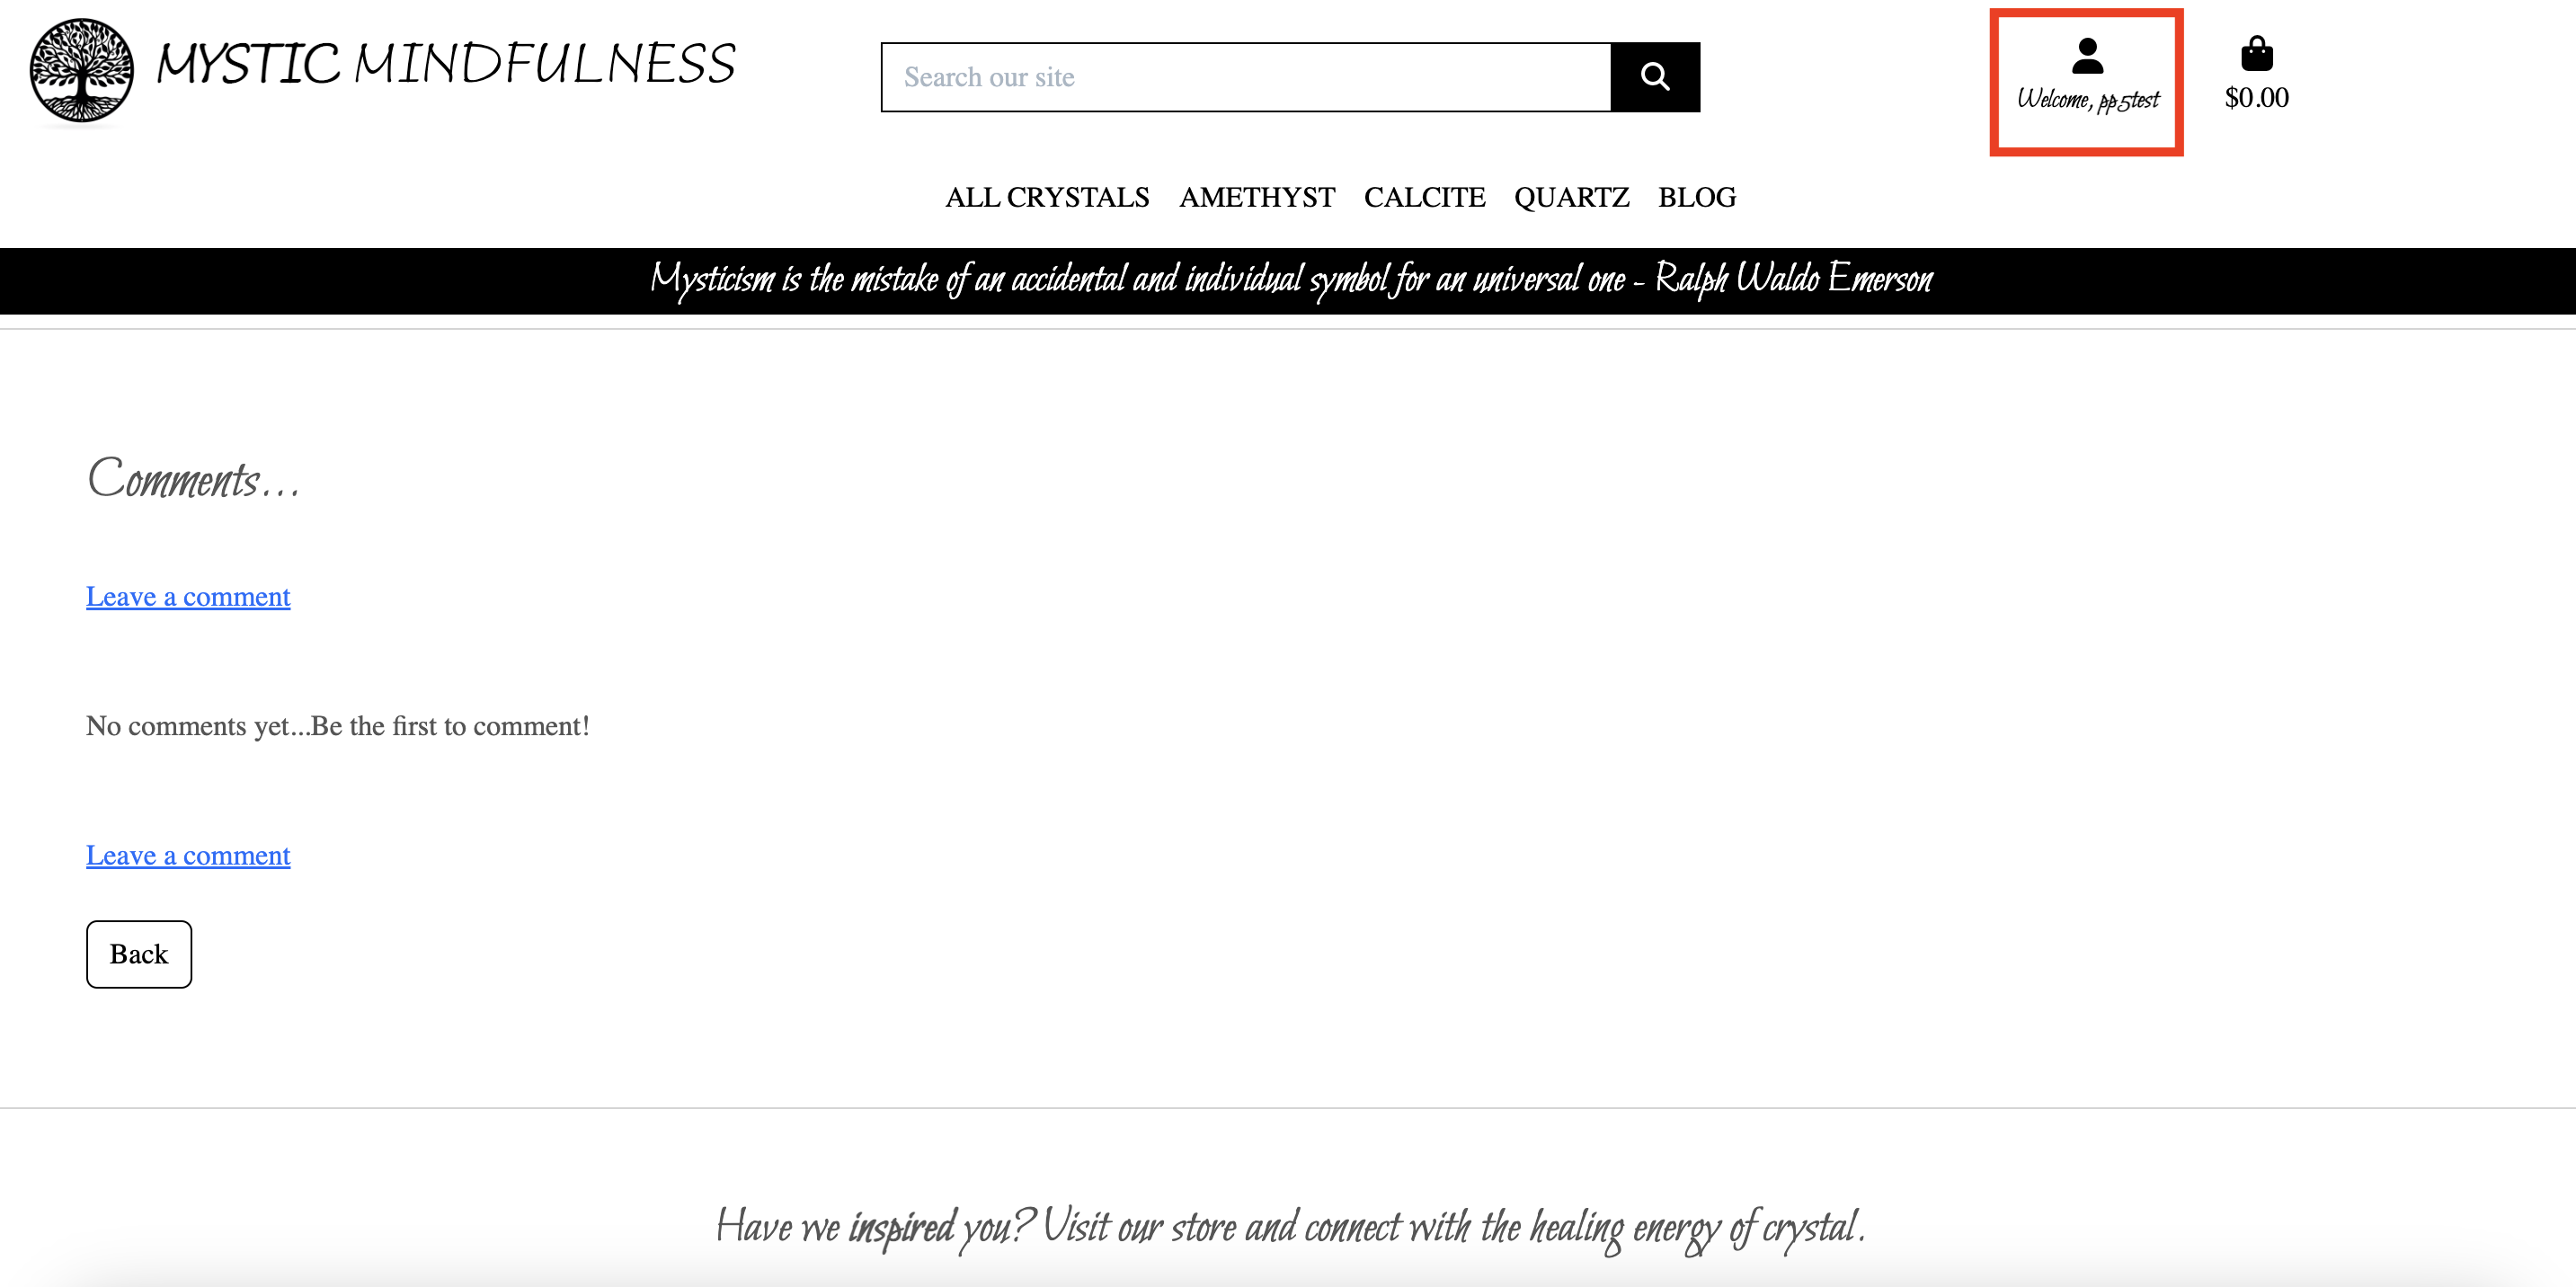 MYSTIC MINDFULNESS
Search our site
Welcome, pp5test
$0.00
ALL CRYSTALS AMETHYST CALCITE QUARTZ BLOG
Mysticism is the mistake of an accidental and individual symbol for an universal one - Ralph Waldo Emerson
Comments...
Leave a comment
No comments yet...Be the first to comment!
Leave a comment
Back
Have we inspired you? Visit our store and connect with the healing energy of crystal.